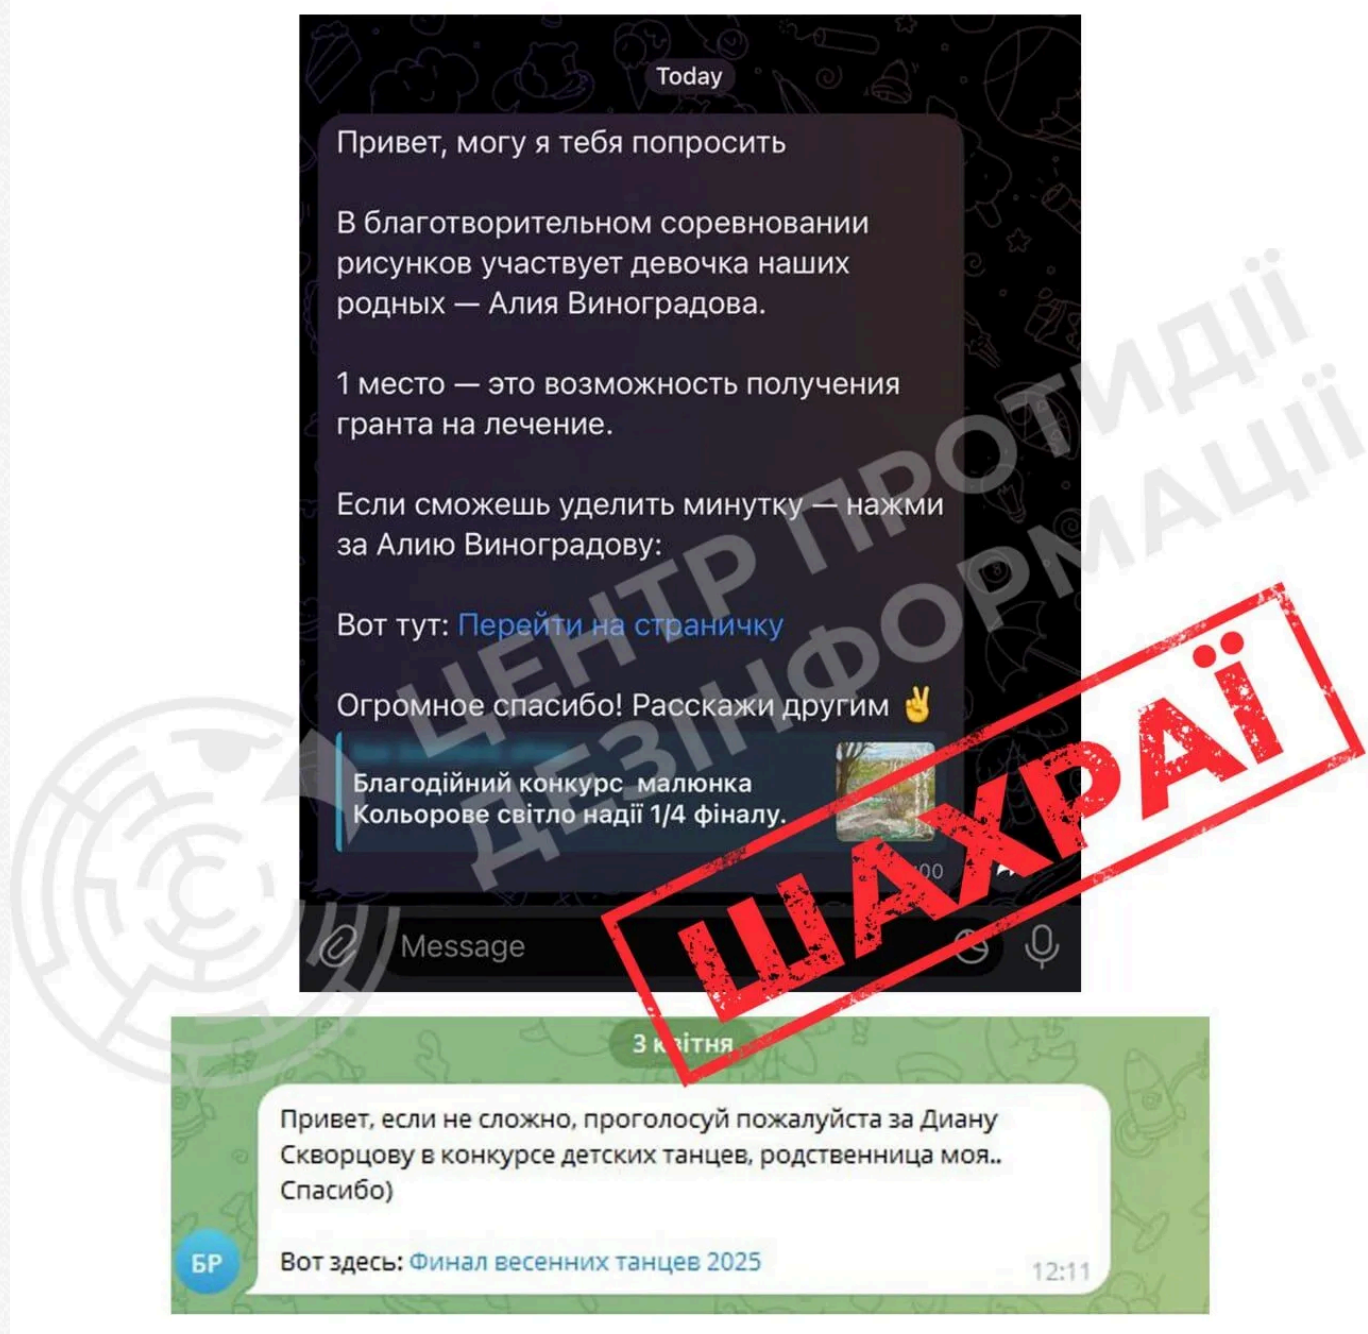 Today
Привет, могу я тебя попросить
В благотворительном соревновании
рисунков участвует девочка наших
родных — Алия Виноградова.
1 место — это возможность получения
гранта на лечение.
Если сможешь уделить минутку — нажми
за Алию Виноградову:
Вот тут: Перейти на страничку
Огромное спасибо! Расскажи другим ✌️
Благодійний конкурс малюнка
Кольорове світло надії 1/4 фіналу.
Message
ЦЕНТР ПРОТИДІЇ
ДЕЗІНФОРМАЦІЇ
ШАХРАЇ
3 квітня
Привет, если не сложно, проголосуй пожалуйста за Диану
Скворцову в конкурсе детских танцев, родственница моя..
Спасибо)
БР
Вот здесь: Финал весенних танцев 2025
12:11